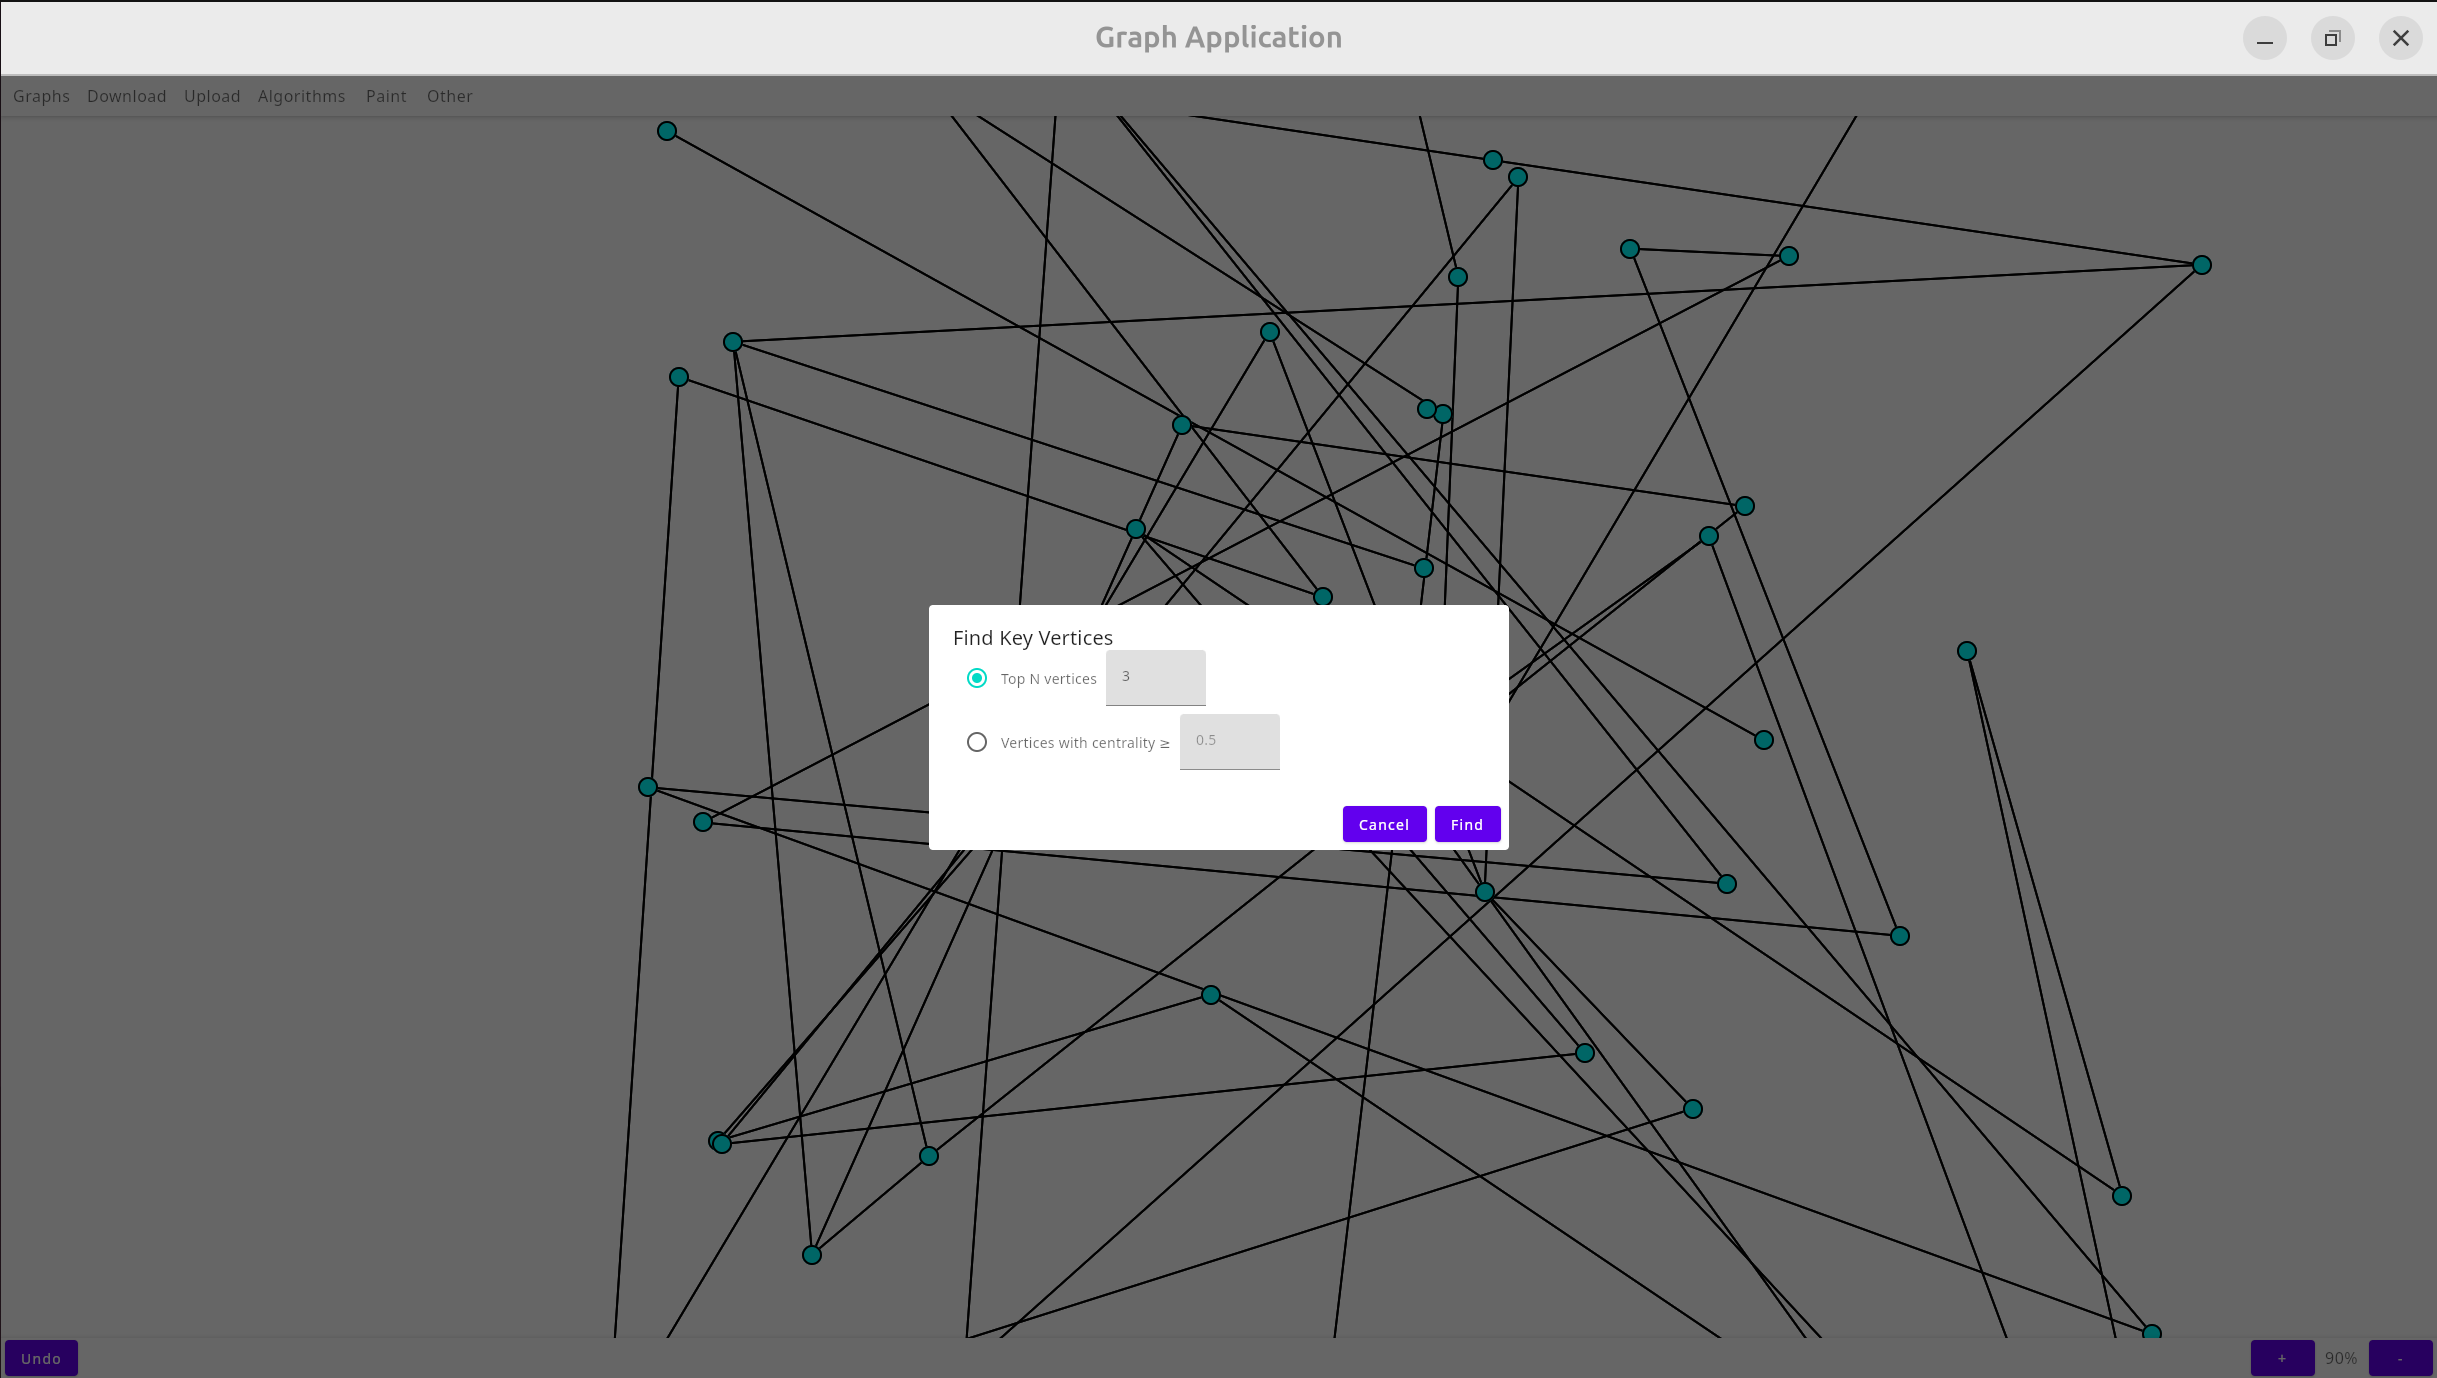 Graph Application
Graphs Download Upload Algorithms Paint Other
Find Key Vertices
Top N vertices 3
Vertices with centrality ≥ 0.5
Cancel Find
Undo + 90% -